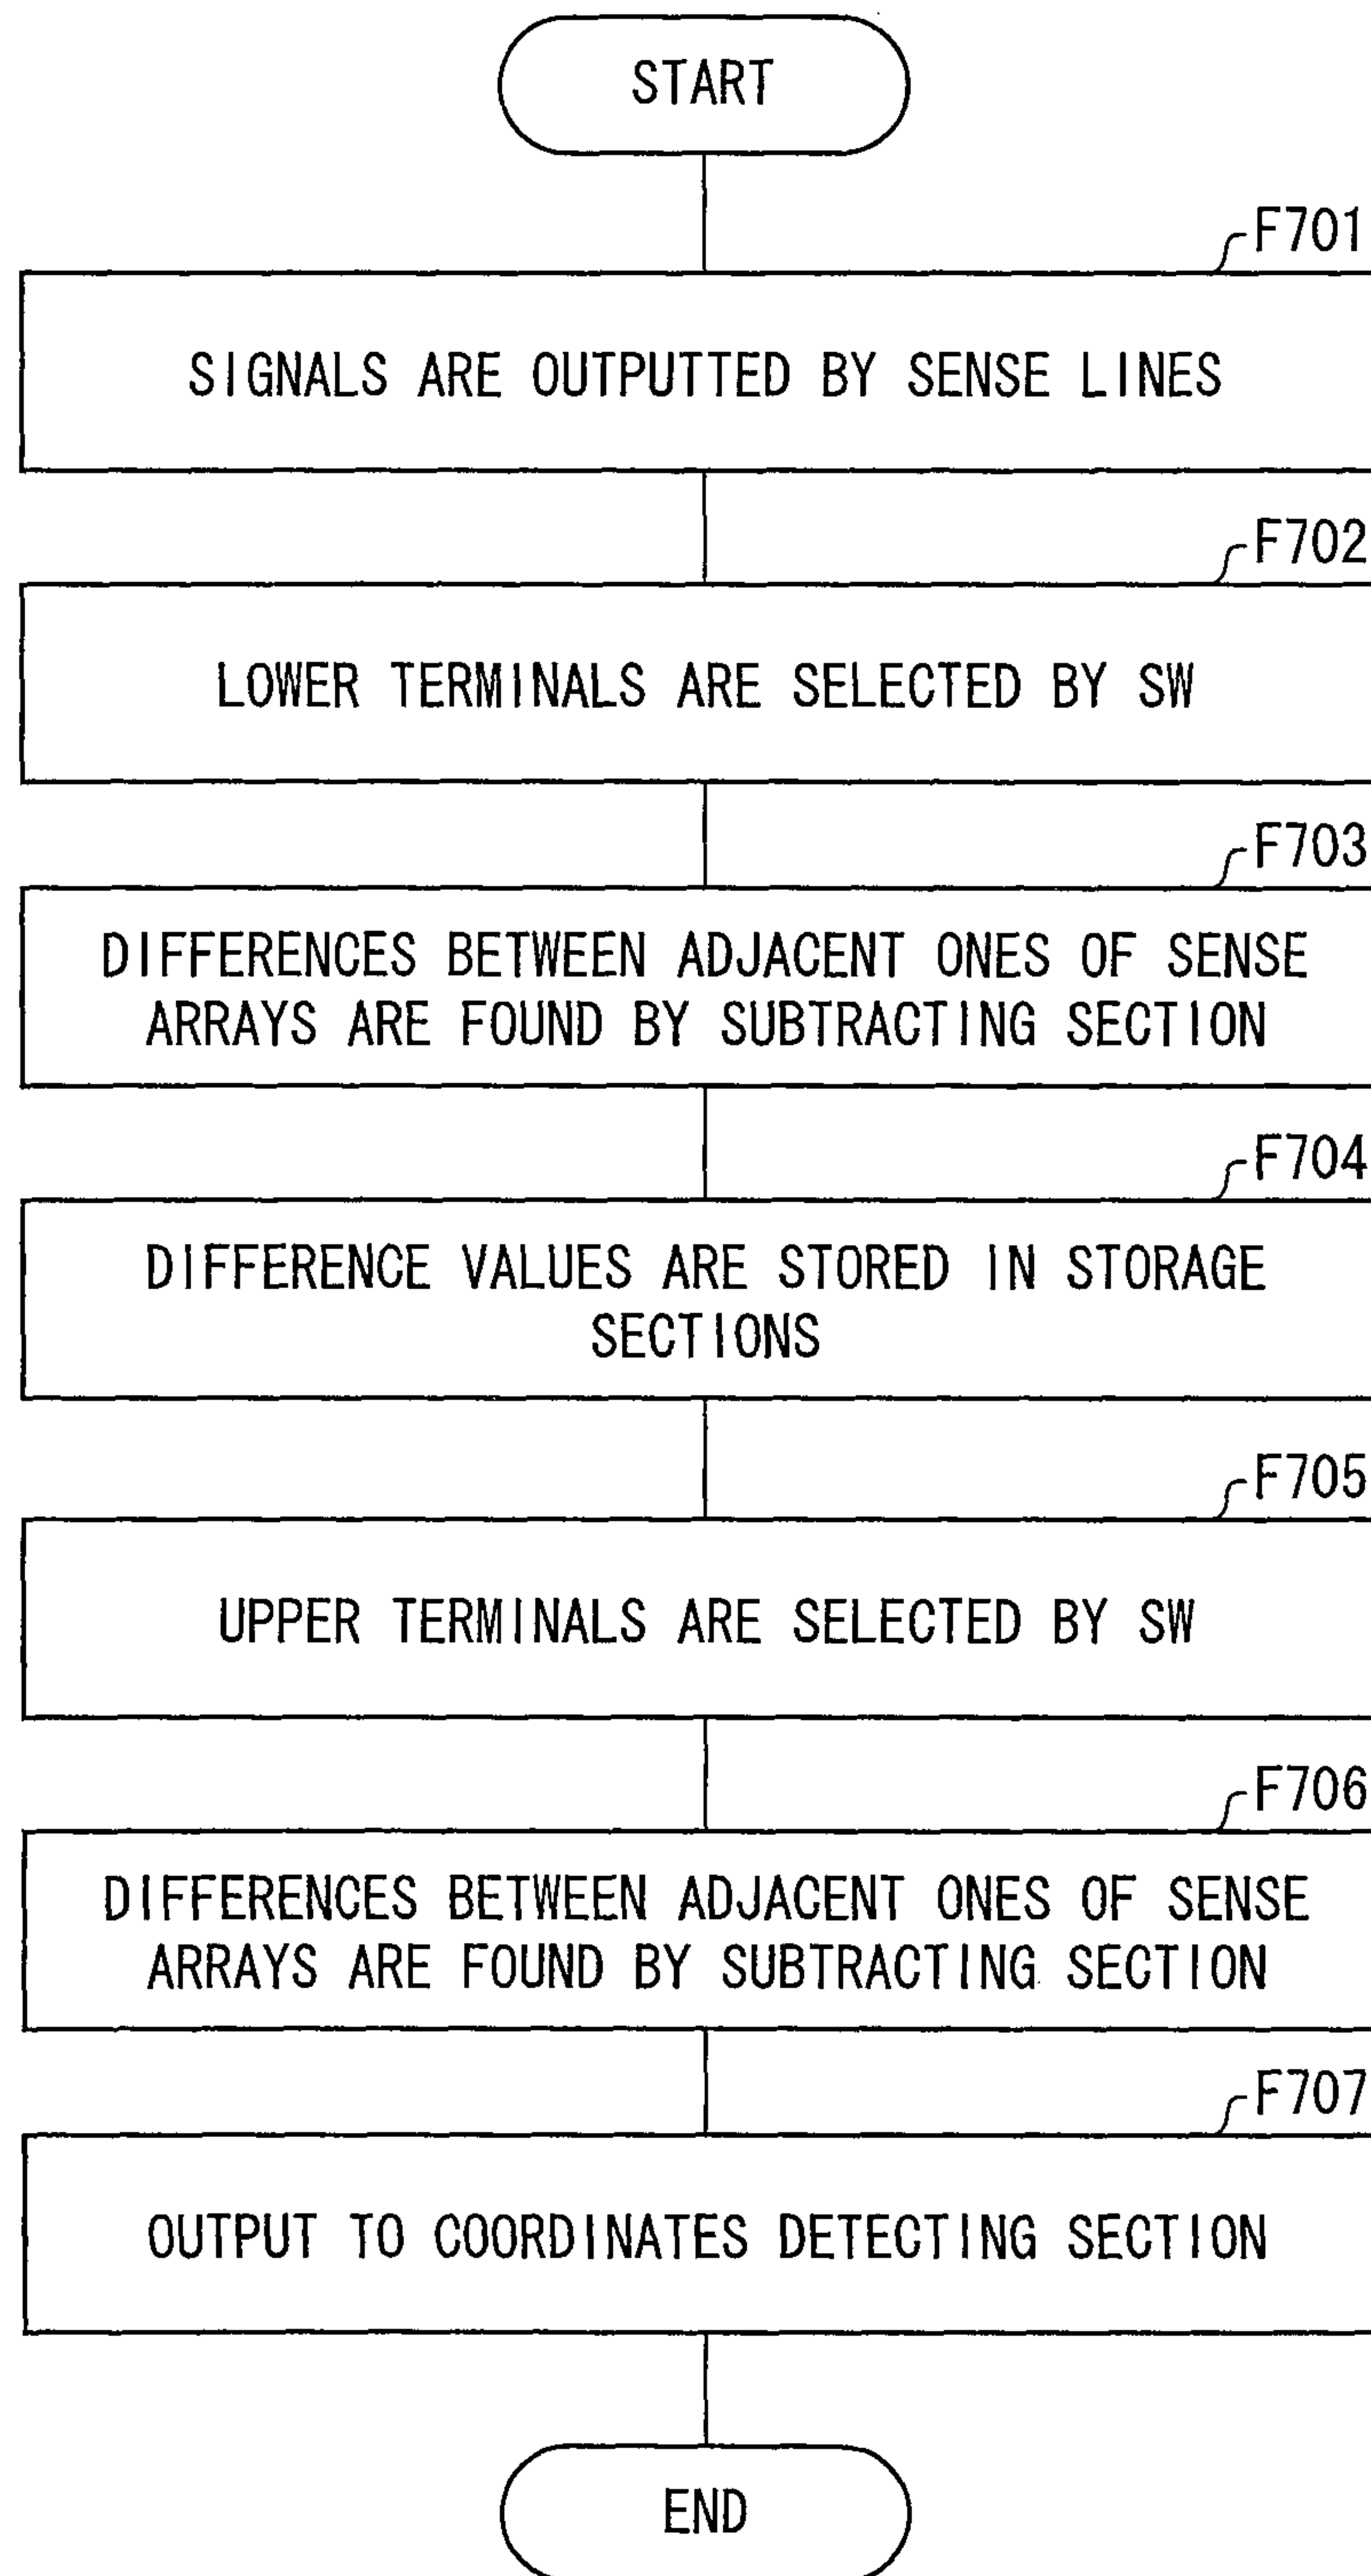 START
F701
SIGNALS ARE OUTPUTTED BY SENSE LINES
F702
LOWER TERMINALS ARE SELECTED BY SW
F703
DIFFERENCES BETWEEN ADJACENT ONES OF SENSE
ARRAYS ARE FOUND BY SUBTRACTING SECTION
F704
DIFFERENCE VALUES ARE STORED IN STORAGE
SECTIONS
F705
UPPER TERMINALS ARE SELECTED BY SW
F706
DIFFERENCES BETWEEN ADJACENT ONES OF SENSE
ARRAYS ARE FOUND BY SUBTRACTING SECTION
F707
OUTPUT TO COORDINATES DETECTING SECTION
END